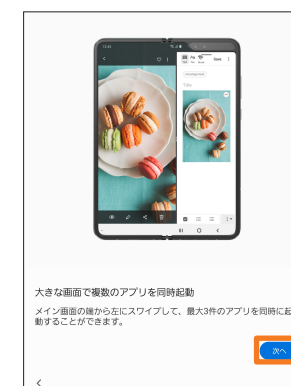 Save
Title
大きな画面で複数のアプリを同時起動
メイン画面の端から左にスワイプして、最大3件のアプリを同時に起
動することができます。
次へ